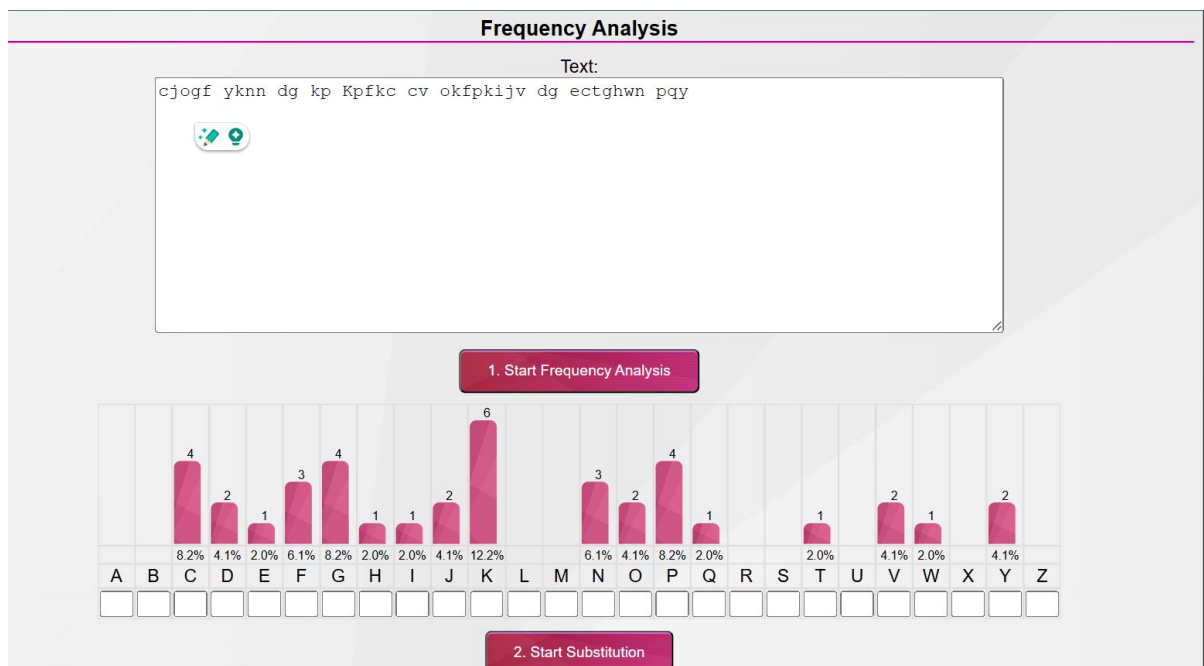 Frequency Analysis
Text:
cjogf yknn dg kp Kpfkc cv okfpkijv dg ectghwn pqy
1. Start Frequency Analysis
6
4 4 4
3 3
2 2 2 2 2
1 1 1 1 1 1
8.2% 4.1% 2.0% 6.1% 8.2% 2.0% 2.0% 4.1% 12.2% 6.1% 4.1% 8.2% 2.0% 2.0% 4.1% 2.0% 4.1%
A B C D E F G H I J K L M N O P Q R S T U V W X Y Z
2. Start Substitution